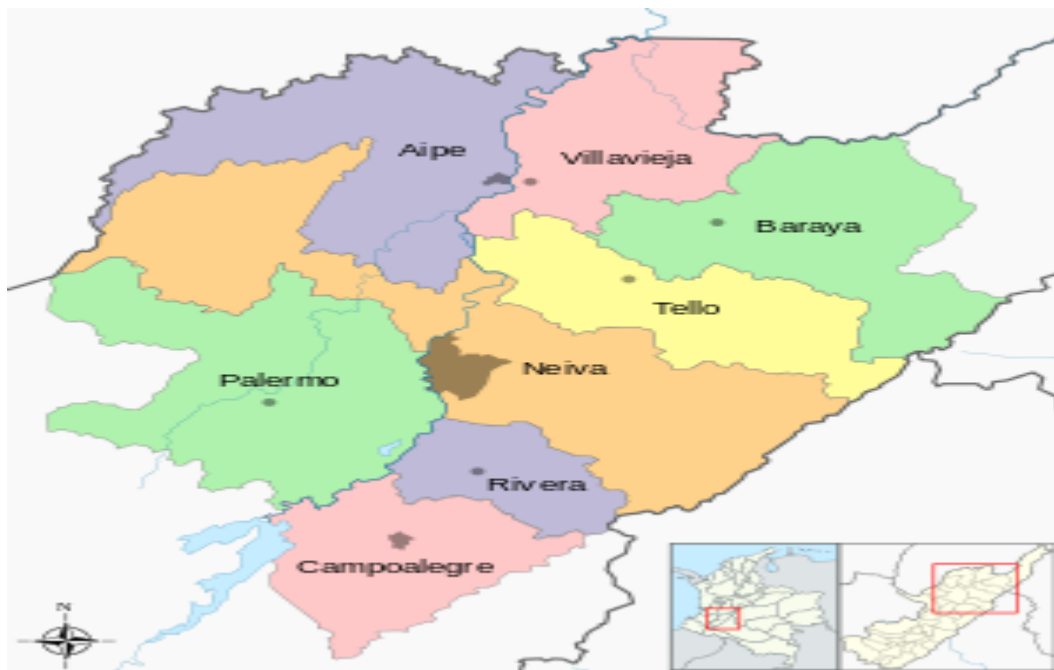 Aipe
Villavieja
Baraya
Tello
Neiva
Palermo
Rivera
Campoalegre
N